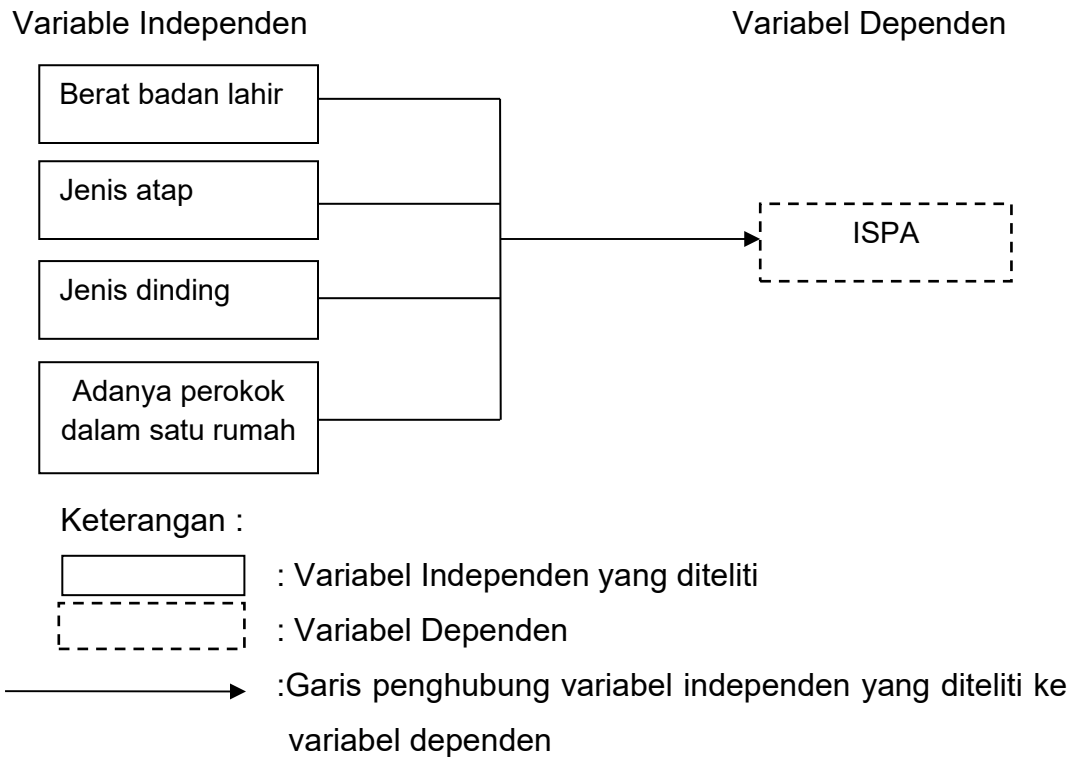 Variable Independen
Variabel Dependen
Berat badan lahir
Jenis atap
ISPA
Jenis dinding
Adanya perokok
dalam satu rumah
Keterangan :
: Variabel Independen yang diteliti
: Variabel Dependen
:Garis penghubung variabel independen yang diteliti ke
variabel dependen